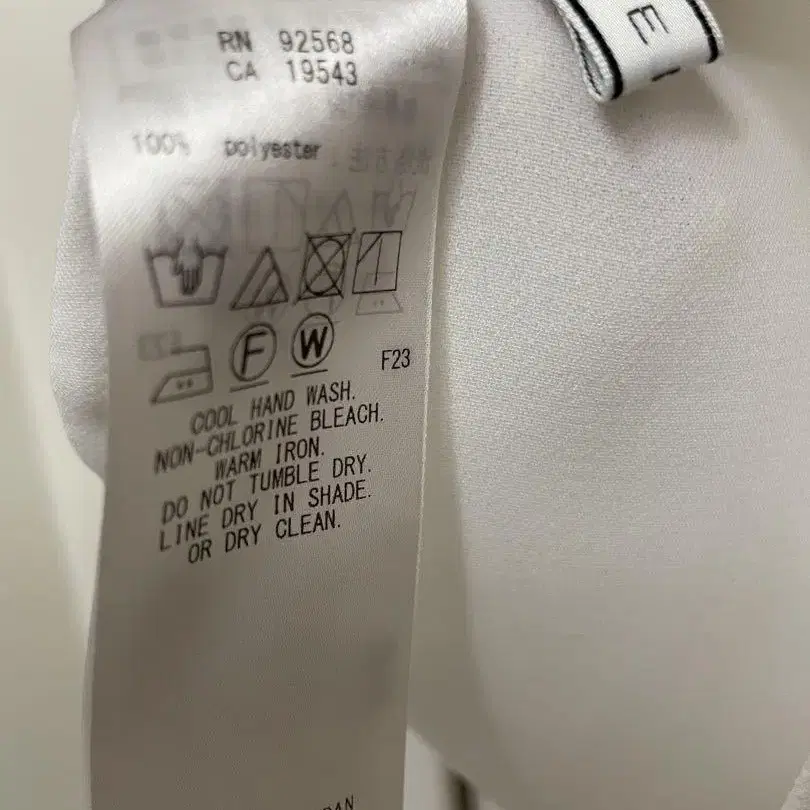 RN 92568
CA 19543
100% polyester
F
W
F23
COOL HAND WASH.
NON-CHLORINE BLEACH.
WARM IRON.
DO NOT TUMBLE DRY.
LINE DRY IN SHADE.
OR DRY CLEAN.